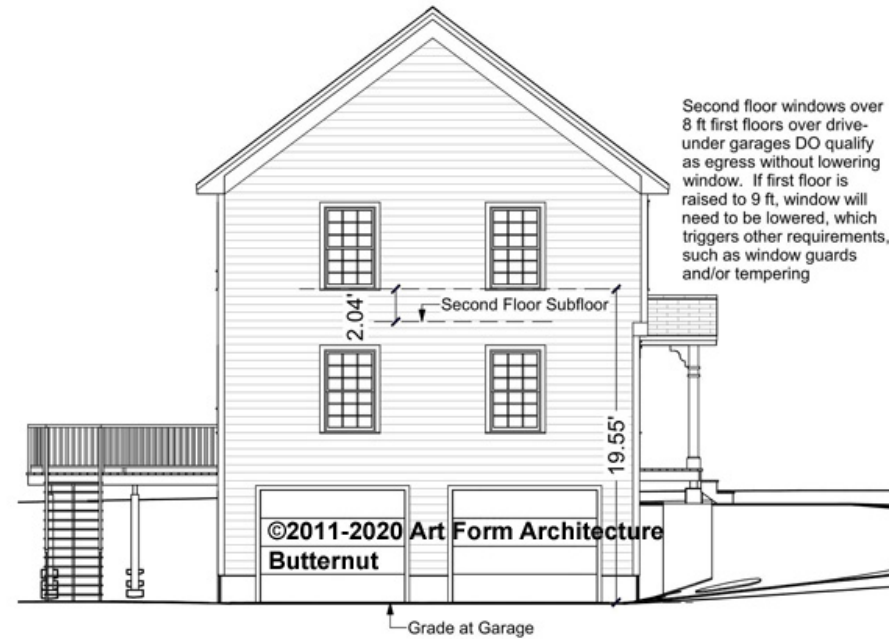 Second floor windows over
8 ft first floors over drive-
under garages DO qualify
as egress without lowering
window. If first floor is
raised to 9 ft, window will
need to be lowered, which
triggers other requirements,
such as window guards
and/or tempering
2.04'
Second Floor Subfloor
19.55'
©2011-2020 Art Form Architecture
Butternut
Grade at Garage